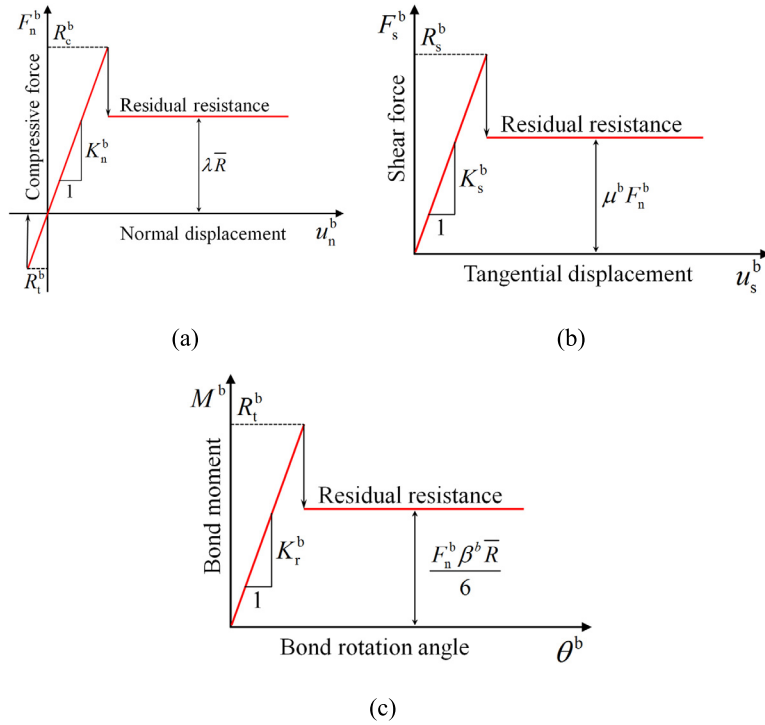 F_n^b
R_c^b
Compressive force
Residual resistance
K_n^b
λR̅
1
Normal displacement
u_n^b
R_t^b
(a)
F_s^b
R_s^b
Shear force
Residual resistance
K_s^b
μ^b F_n^b
1
Tangential displacement
u_s^b
(b)
M^b
R_t^b
Bond moment
Residual resistance
K_r^b
F_n^b β^b R̅
6
1
Bond rotation angle
θ^b
(c)